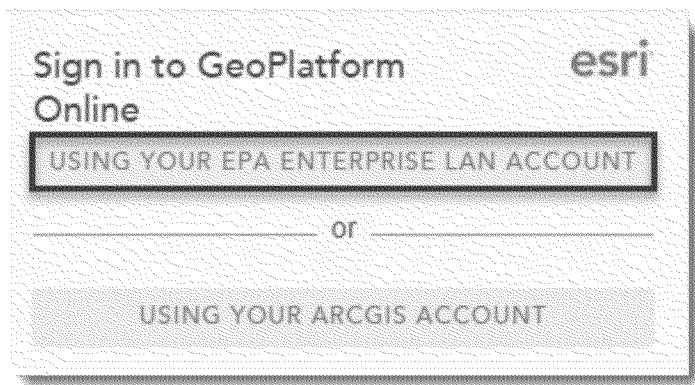 Sign in to GeoPlatform
esri
Online
USING YOUR EPA ENTERPRISE LAN ACCOUNT
or
USING YOUR ARCGIS ACCOUNT